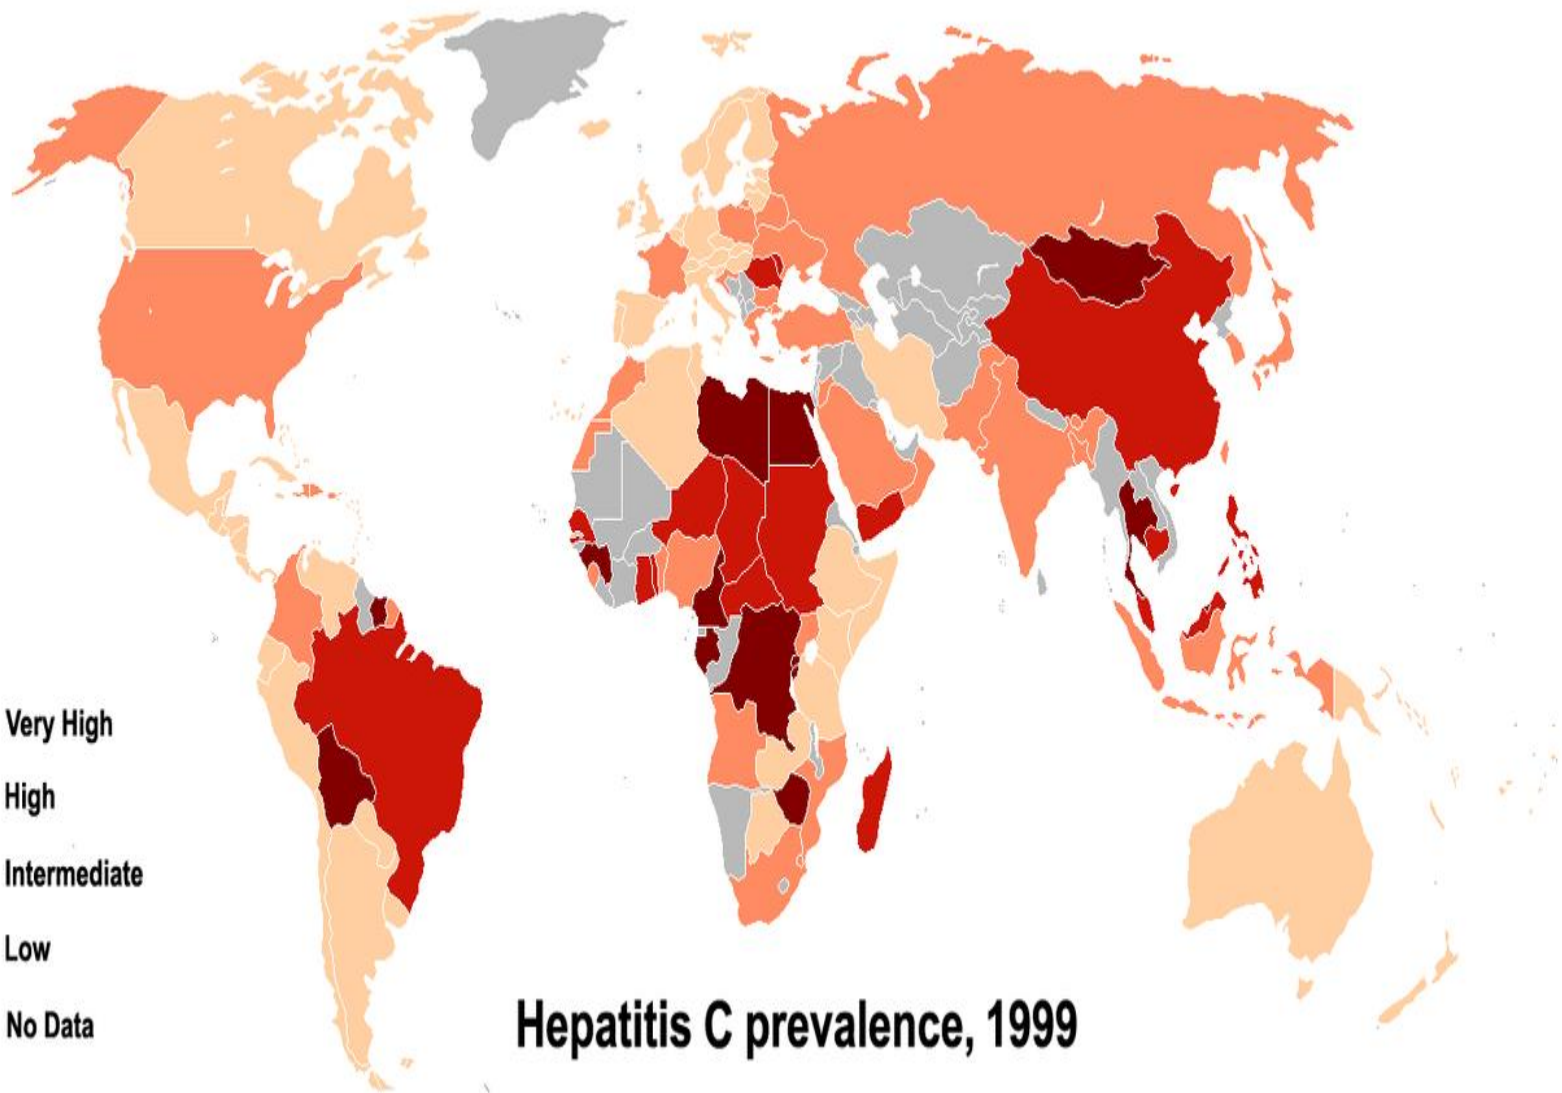 Very High
High
Intermediate
Low
No Data
Hepatitis C prevalence, 1999